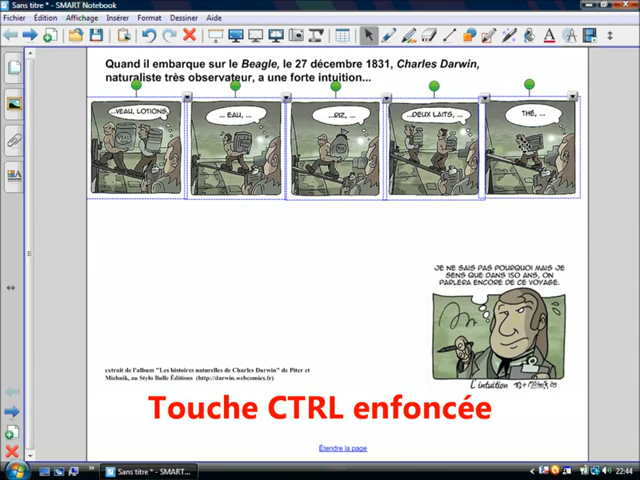 Sans titre * - SMART Notebook
Fichier Édition Affichage Insérer Format Dessiner Aide
Quand il embarque sur le Beagle, le 27 décembre 1831, Charles Darwin,
naturaliste très observateur, a une forte intuition...
...VEAU, LOTIONS,
... EAU, ...
...RIZ, ...
...DEUX LAITS, ...
THÉ, ...
JE NE SAIS PAS POURQUOI MAIS JE
SENS QUE DANS 150 ANS, ON
PARLERA ENCORE DE CE VOYAGE.
L'intuition
extrait de l'album "Les histoires naturelles de Charles Darwin" de Piter et
Michnik, au Stylo Bulle Éditions (http://darwin.webcomics.fr)
Touche CTRL enfoncée
Étendre la page
Sans titre * - SMART...
22:44